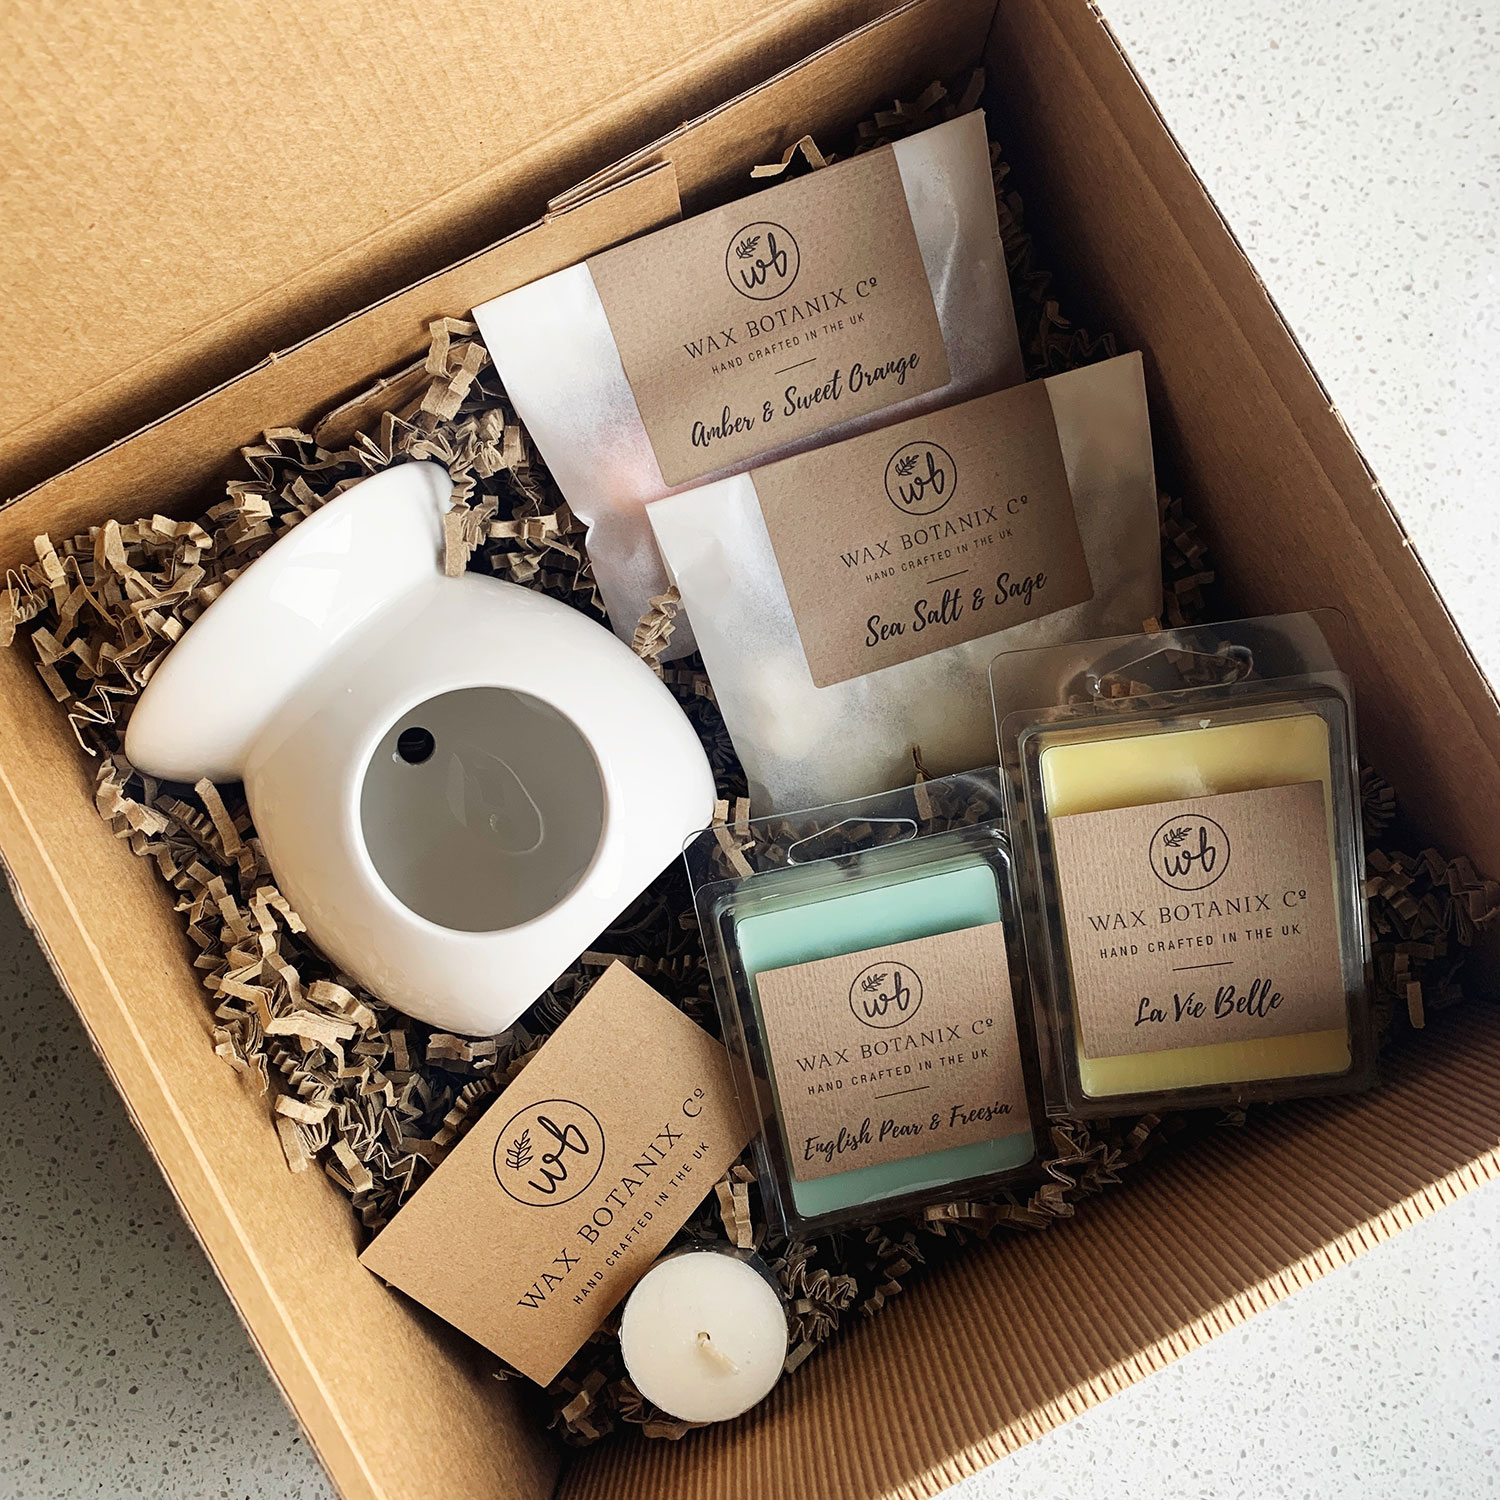 wb
WAX BOTANIX Cº
HAND CRAFTED IN THE UK
Amber & Sweet Orange
wb
WAX BOTANIX Cº
HAND CRAFTED IN THE UK
Sea Salt & Sage
wb
WAX BOTANIX Cº
HAND CRAFTED IN THE UK
La Vie Belle
wb
WAX BOTANIX Cº
HAND CRAFTED IN THE UK
English Pear & Freesia
wb
WAX BOTANIX Cº
HAND CRAFTED IN THE UK